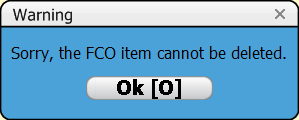 Warning
Sorry, the FCO item cannot be deleted.
Ok [O]